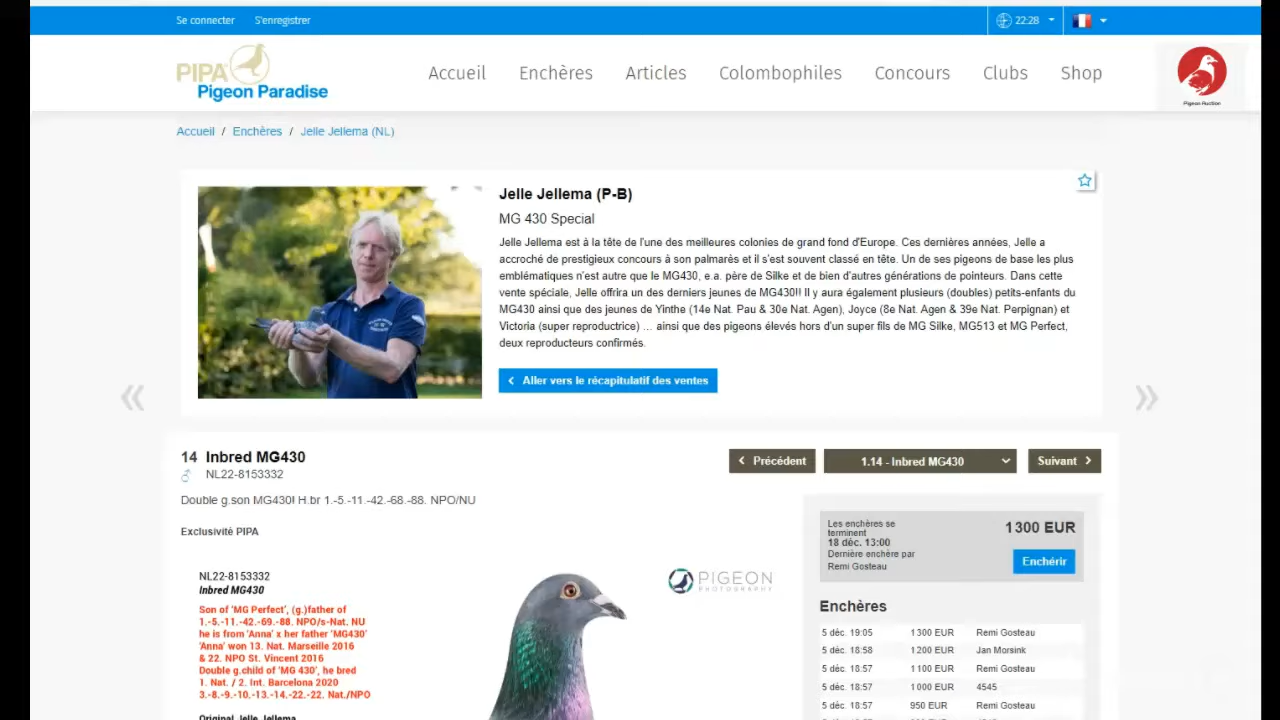 Se connecter S'enregistrer 22:28
PIPA
Pigeon Paradise
Accueil Enchères Articles Colombophiles Concours Clubs Shop
Pigeon Auction
Accueil / Enchères / Jelle Jellema (NL)
Jelle Jellema (P-B)
MG 430 Special
Jelle Jellema est à la tête de l'une des meilleures colonies de grand fond d'Europe. Ces dernières années, Jelle a
accroché de prestigieux concours à son palmarès et il s'est souvent classé en tête. Un de ses pigeons de base les plus
emblématiques n'est autre que le MG430, e.a. père de Silke et de bien d'autres générations de pointeurs. Dans cette
vente spéciale, Jelle offrira un des derniers jeunes de MG430!! Il y aura également plusieurs (doubles) petits-enfants du
MG430 ainsi que des jeunes de Yinthe (14e Nat. Pau & 30e Nat. Agen), Joyce (8e Nat. Agen & 39e Nat. Perpignan) et
Victoria (super reproductrice) ... ainsi que des pigeons élevés hors d'un super fils de MG Silke, MG513 et MG Perfect,
deux reproducteurs confirmés.
Aller vers le récapitulatif des ventes
14 Inbred MG430
NL22-8153332
Double g.son MG430! H.br 1.-5.-11.-42.-68.-88. NPO/NU
Exclusivité PIPA
Précédent 1.14 - Inbred MG430 Suivant
Les enchères se
terminent
18 déc. 13:00
Dernière enchère par
Remi Gosteau
1 300 EUR
Enchérir
NL22-8153332
Inbred MG430
Son of 'MG Perfect', (g.)father of
1.-5.-11.-42.-69.-88. NPO/s-Nat. NU
he is from 'Anna' x her father 'MG430'
'Anna' won 13. Nat. Marseille 2016
& 22. NPO St. Vincent 2016
Double g.child of 'MG 430', he bred
1. Nat. / 2. Int. Barcelona 2020
3.-8.-9.-10.-13.-14.-22.-22. Nat./NPO
Original Jelle Jellema
PIGEON
PHOTOGRAPHY
Enchères
5 déc. 19:05 1 300 EUR Remi Gosteau
5 déc. 18:58 1 200 EUR Jan Morsink
5 déc. 18:57 1 100 EUR Remi Gosteau
5 déc. 18:57 1 000 EUR 4545
5 déc. 18:57 950 EUR Remi Gosteau